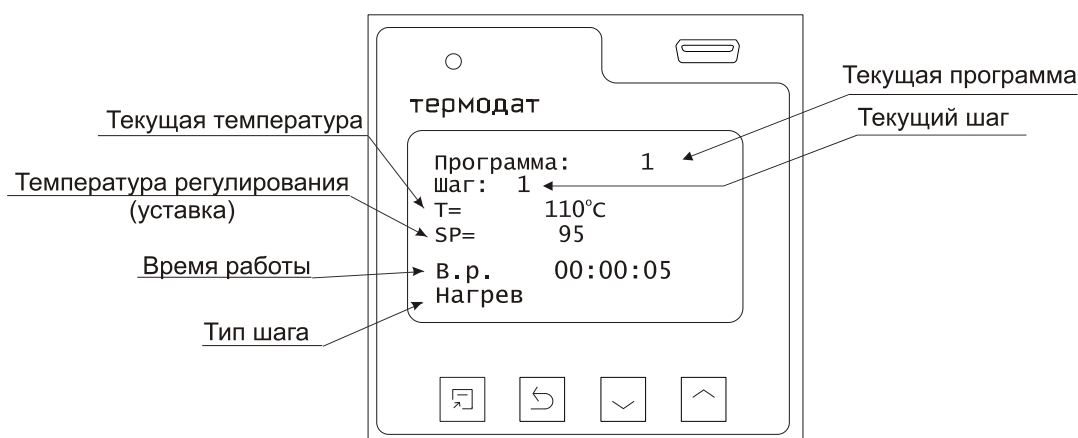 термодат
Программа: 1
Шаг: 1
T= 110°C
SP= 95
В.р. 00:00:05
Нагрев
Текущая температура
Температура регулирования
(уставка)
Время работы
Тип шага
Текущая программа
Текущий шаг